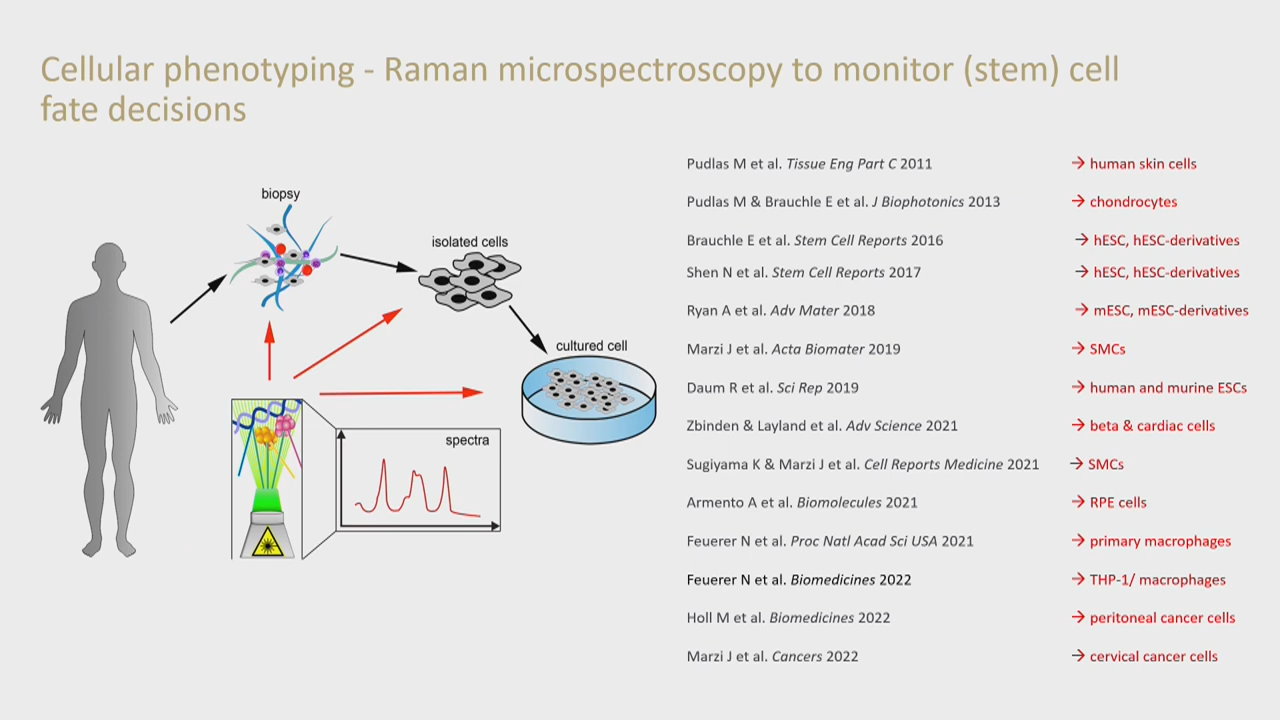 Cellular phenotyping - Raman microspectroscopy to monitor (stem) cell
fate decisions
biopsy
isolated cells
cultured cell
spectra
Pudlas M et al. Tissue Eng Part C 2011 → human skin cells
Pudlas M & Brauchle E et al. J Biophotonics 2013 → chondrocytes
Brauchle E et al. Stem Cell Reports 2016 → hESC, hESC-derivatives
Shen N et al. Stem Cell Reports 2017 → hESC, hESC-derivatives
Ryan A et al. Adv Mater 2018 → mESC, mESC-derivatives
Marzi J et al. Acta Biomater 2019 → SMCs
Daum R et al. Sci Rep 2019 → human and murine ESCs
Zbinden & Layland et al. Adv Science 2021 → beta & cardiac cells
Sugiyama K & Marzi J et al. Cell Reports Medicine 2021 → SMCs
Armento A et al. Biomolecules 2021 → RPE cells
Feuerer N et al. Proc Natl Acad Sci USA 2021 → primary macrophages
Feuerer N et al. Biomedicines 2022 → THP-1/ macrophages
Holl M et al. Biomedicines 2022 → peritoneal cancer cells
Marzi J et al. Cancers 2022 → cervical cancer cells